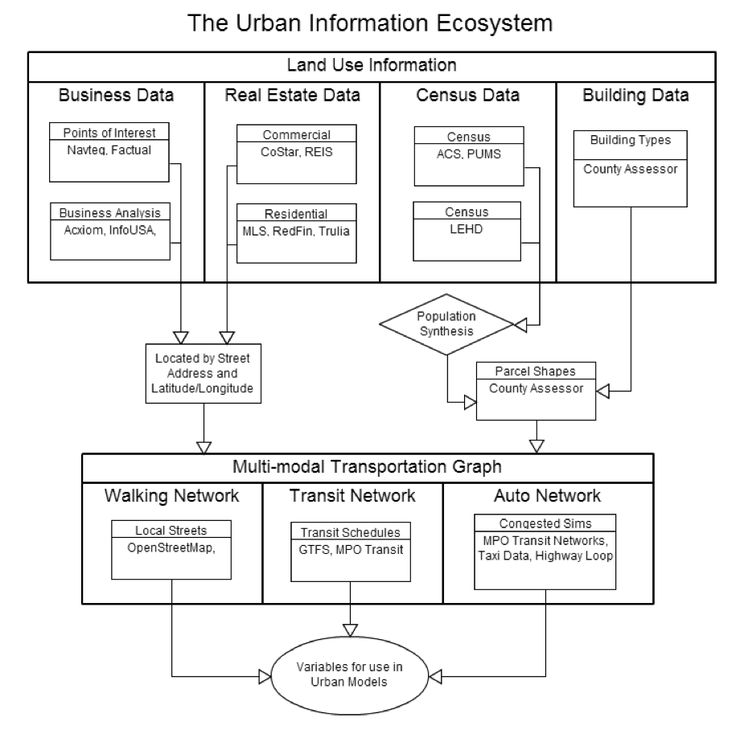 The Urban Information Ecosystem
Land Use Information
Business Data
Real Estate Data
Census Data
Building Data
Points of Interest
Navteq, Factual
Business Analysis
Acxiom, InfoUSA,
Commercial
CoStar, REIS
Residential
MLS, RedFin, Trulia
Census
ACS, PUMS
Census
LEHD
Building Types
County Assessor
Population
Synthesis
Located by Street
Address and
Latitude/Longitude
Parcel Shapes
County Assessor
Multi-modal Transportation Graph
Walking Network
Transit Network
Auto Network
Local Streets
OpenStreetMap,
Transit Schedules
GTFS, MPO Transit
Congested Sims
MPO Transit Networks,
Taxi Data, Highway Loop
Variables for use in
Urban Models